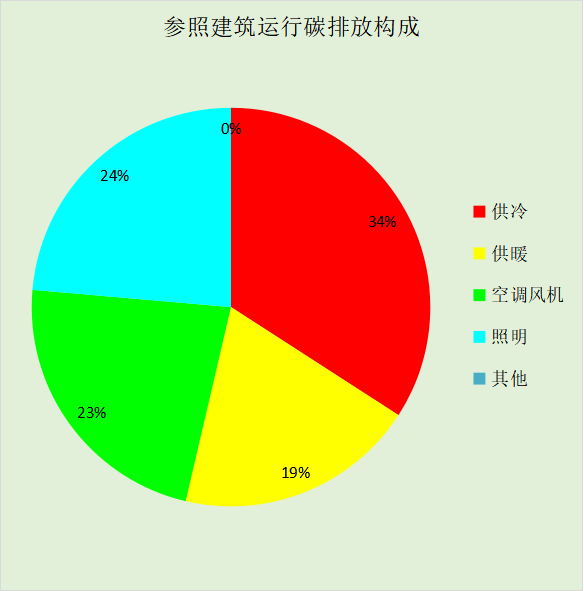 参照建筑运行碳排放构成
0%
24%
34%
23%
19%
供冷
供暖
空调风机
照明
其他